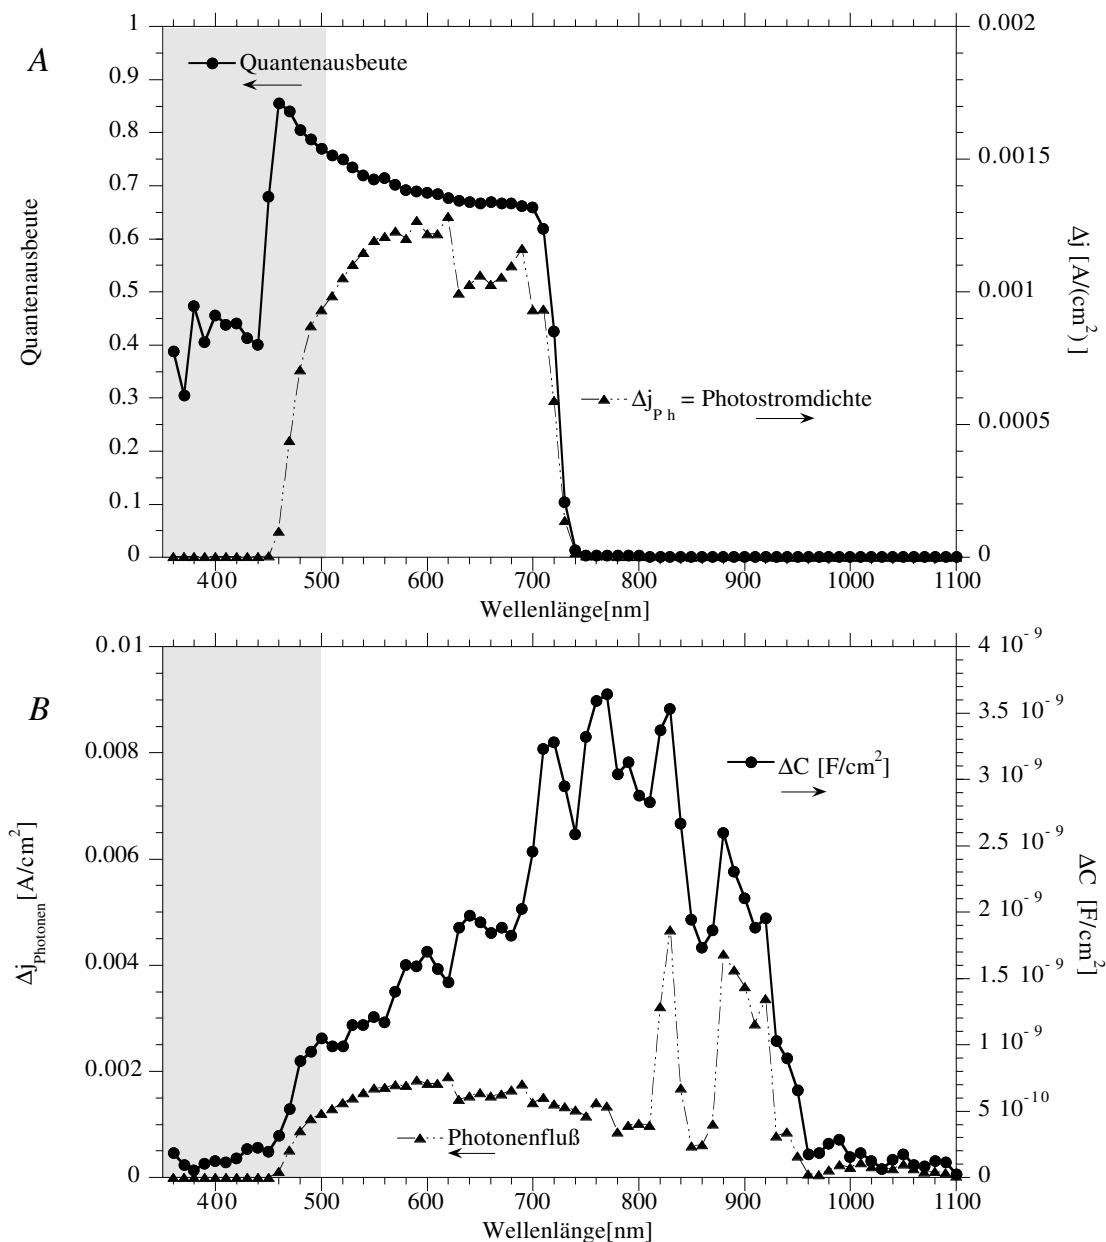 A
1
0.9
0.8
0.7
0.6
0.5
0.4
0.3
0.2
0.1
0
Quantenausbeute
Quantenausbeute
0.002
0.0015
0.001
0.0005
0
Δj [A/(cm²) ]
Δj_Ph = Photostromdichte
400 500 600 700 800 900 1000 1100
Wellenlänge[nm]
B
0.01
0.008
0.006
0.004
0.002
0
Δj_Photonen [A/cm²]
4 10⁻⁹
3.5 10⁻⁹
3 10⁻⁹
2.5 10⁻⁹
2 10⁻⁹
1.5 10⁻⁹
1 10⁻⁹
5 10⁻¹⁰
0
ΔC [F/cm²]
ΔC [F/cm²]
Photonenfluß
400 500 600 700 800 900 1000 1100
Wellenlänge[nm]